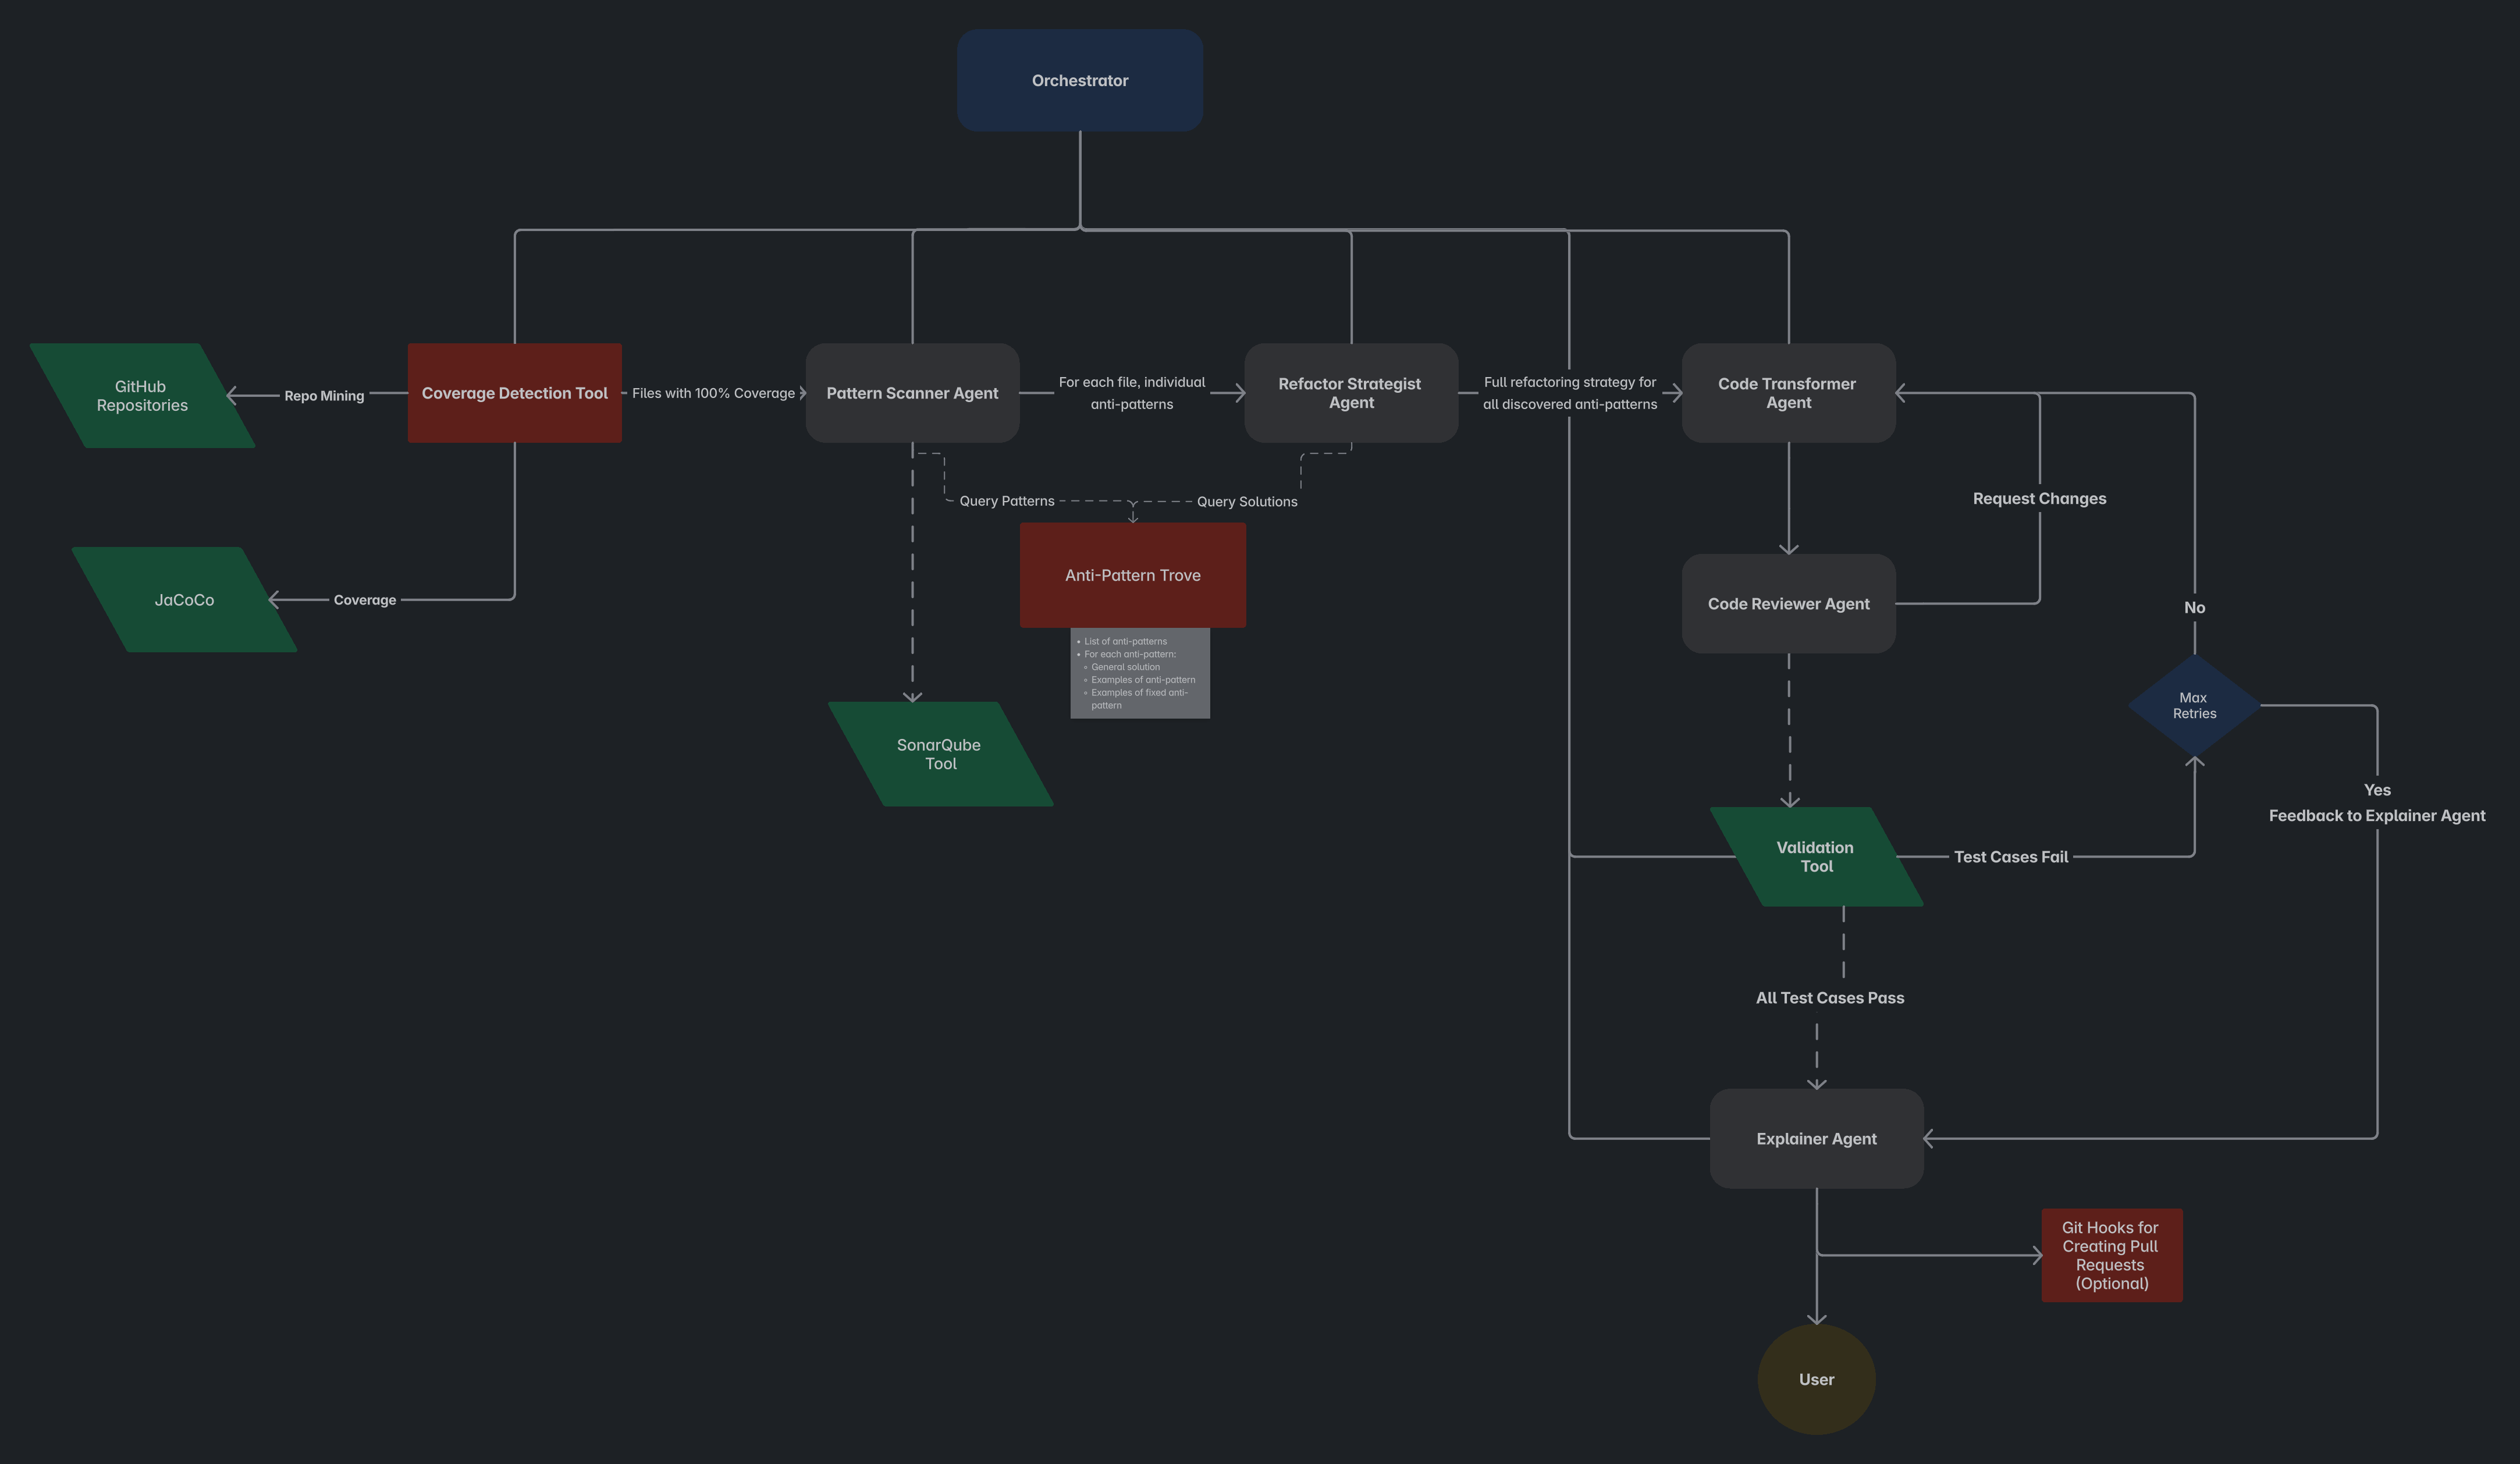 Orchestrator
GitHub
Repositories
Repo Mining
Coverage Detection Tool
Files with 100% Coverage
Pattern Scanner Agent
For each file, individual
anti-patterns
Refactor Strategist
Agent
Full refactoring strategy for
all discovered anti-patterns
Code Transformer
Agent
Query Patterns
Query Solutions
Request Changes
JaCoCo
Coverage
Anti-Pattern Trove
Code Reviewer Agent
No
• List of anti-patterns
• For each anti-pattern:
◦ General solution
◦ Examples of anti-pattern
◦ Examples of fixed anti-
pattern
Max
Retries
SonarQube
Tool
Yes
Feedback to Explainer Agent
Validation
Tool
Test Cases Fail
All Test Cases Pass
Explainer Agent
Git Hooks for
Creating Pull
Requests
(Optional)
User